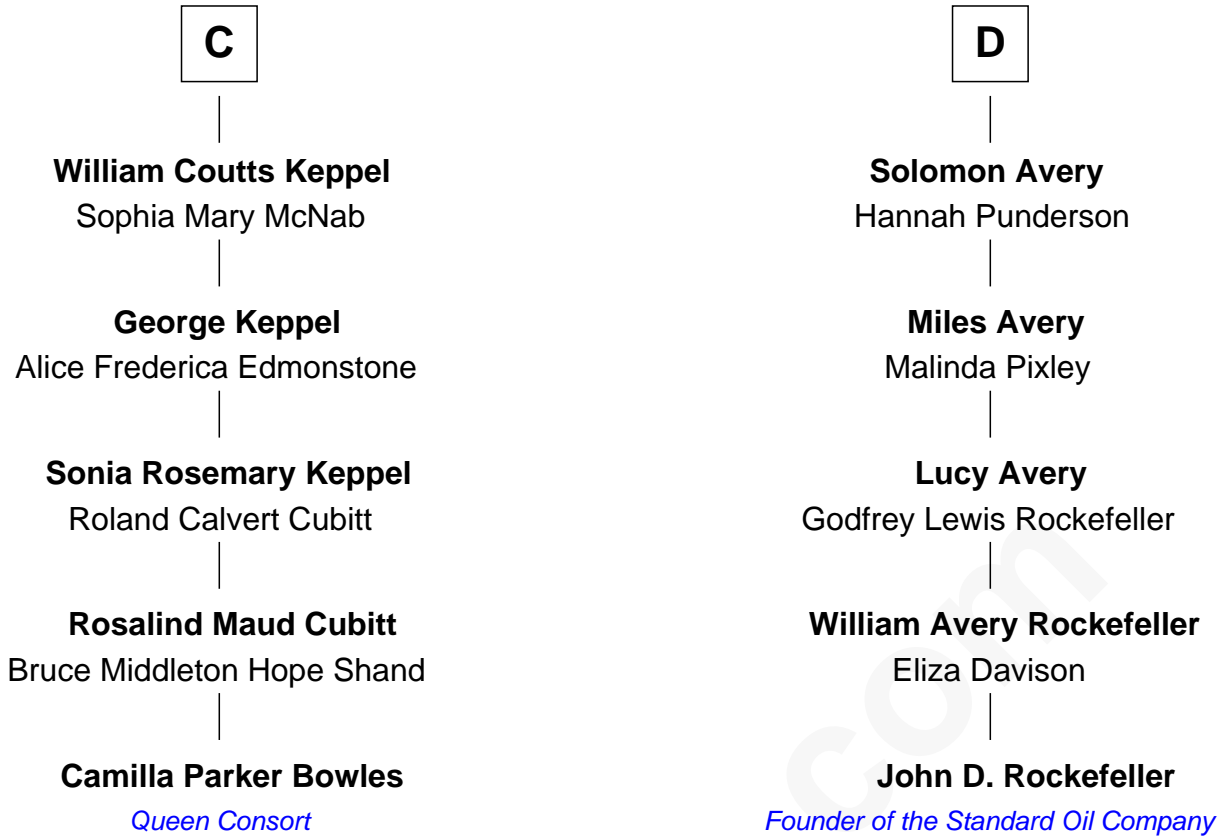 C
William Coutts Keppel
Sophia Mary McNab
George Keppel
Alice Frederica Edmonstone
Sonia Rosemary Keppel
Roland Calvert Cubitt
Rosalind Maud Cubitt
Bruce Middleton Hope Shand
Camilla Parker Bowles
Queen Consort
D
Solomon Avery
Hannah Punderson
Miles Avery
Malinda Pixley
Lucy Avery
Godfrey Lewis Rockefeller
William Avery Rockefeller
Eliza Davison
John D. Rockefeller
Founder of the Standard Oil Company
com